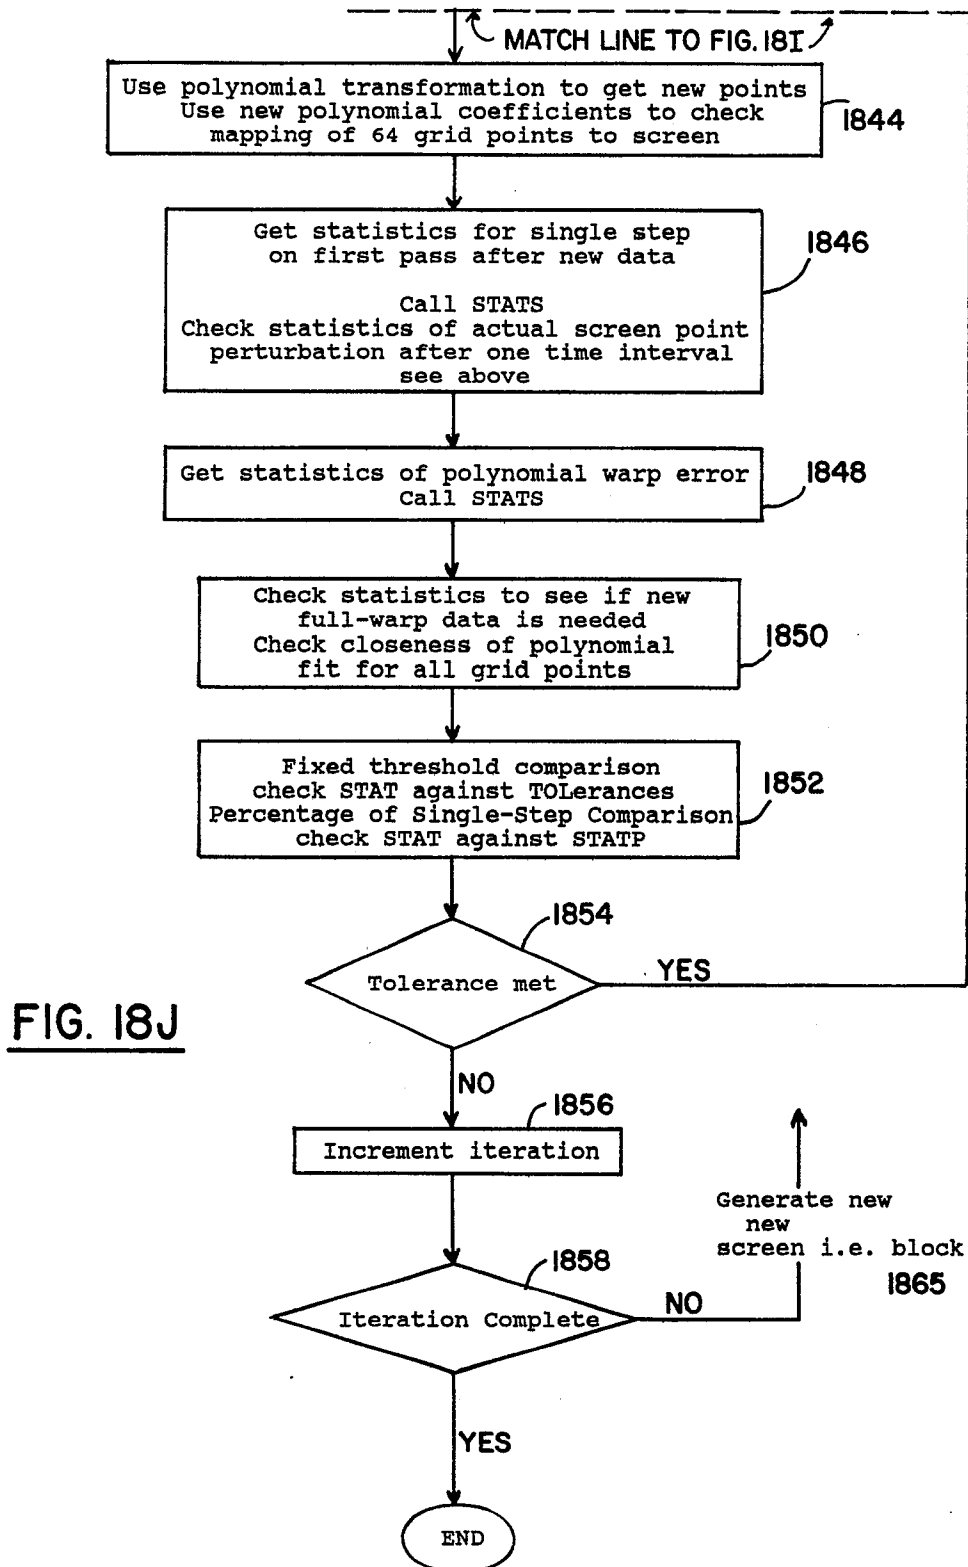 MATCH LINE TO FIG. 18I
Use polynomial transformation to get new points
Use new polynomial coefficients to check
mapping of 64 grid points to screen
1844
Get statistics for single step
on first pass after new data
Call STATS
Check statistics of actual screen point
perturbation after one time interval
see above
1846
Get statistics of polynomial warp error
Call STATS
1848
Check statistics to see if new
full-warp data is needed
Check closeness of polynomial
fit for all grid points
1850
Fixed threshold comparison
check STAT against TOLerances
Percentage of Single-Step Comparison
check STAT against STATP
1852
1854
Tolerance met
YES
FIG. 18J
NO
1856
Increment iteration
Generate new
new
screen i.e. block
1865
1858
Iteration Complete
NO
YES
END